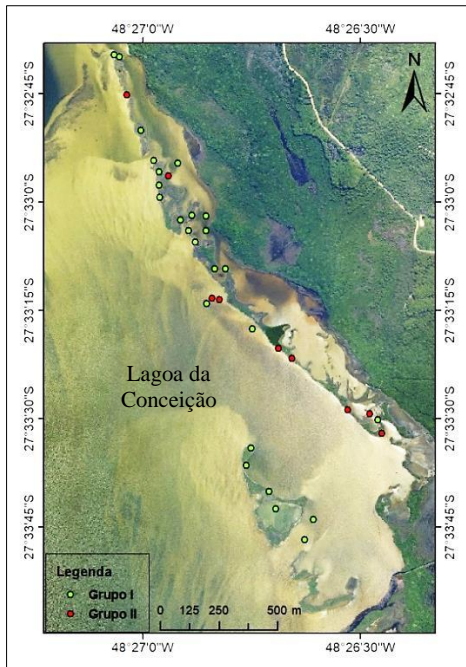 48°27'0"W
48°26'30"W
N
27°32'45"S
27°32'45"S
27°33'0"S
27°33'0"S
27°33'15"S
27°33'15"S
Lagoa da
Conceição
27°33'30"S
27°33'30"S
27°33'45"S
27°33'45"S
Legenda
Grupo I
Grupo II
0 125 250 500 m
48°27'0"W
48°26'30"W